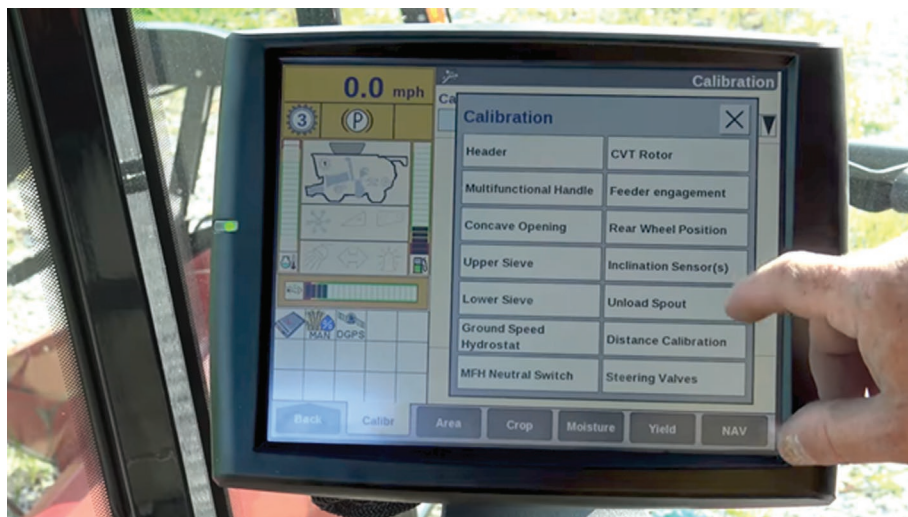 0.0 mph
Calibration
3
(P)
Ca
Calibration
Header
CVT Rotor
Multifunctional Handle
Feeder engagement
Concave Opening
Rear Wheel Position
Upper Sieve
Inclination Sensor(s)
Lower Sieve
Unload Spout
Ground Speed
Hydrostat
Distance Calibration
MFH Neutral Switch
Steering Valves
MAN
DGPS
Back
Calibr
Area
Crop
Moisture
Yield
NAV